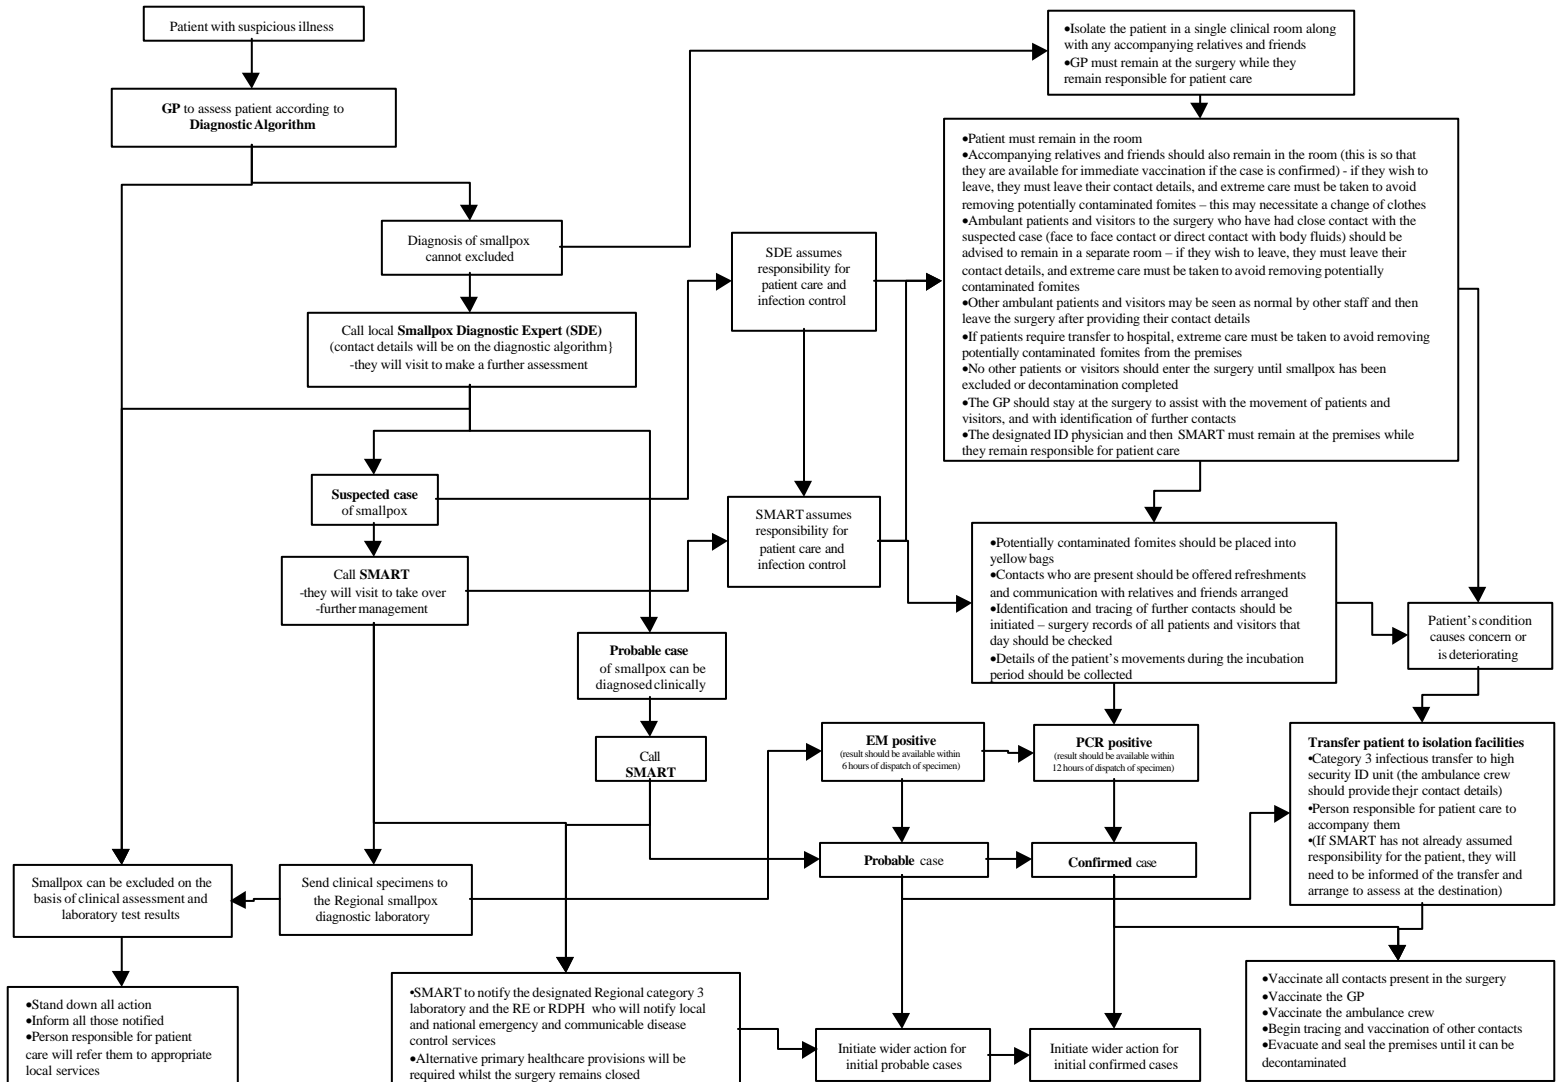 Patient with suspicious illness
GP to assess patient according to
Diagnostic Algorithm
Diagnosis of smallpox
cannot excluded
Call local Smallpox Diagnostic Expert (SDE)
(contact details will be on the diagnostic algorithm}
-they will visit to make a further assessment
Suspected case
of smallpox
Call SMART
-they will visit to take over
-further management
Probable case
of smallpox can be
diagnosed clinically
Call
SMART
SDE assumes
responsibility for
patient care and
infection control
SMART assumes
responsibility for
patient care and
infection control
•Isolate the patient in a single clinical room along
with any accompanying relatives and friends
•GP must remain at the surgery while they
remain responsible for patient care
•Patient must remain in the room
•Accompanying relatives and friends should also remain in the room (this is so that
they are available for immediate vaccination if the case is confirmed) - if they wish to
leave, they must leave their contact details, and extreme care must be taken to avoid
removing potentially contaminated fomites – this may necessitate a change of clothes
•Ambulant patients and visitors to the surgery who have had close contact with the
suspected case (face to face contact or direct contact with body fluids) should be
advised to remain in a separate room – if they wish to leave, they must leave their
contact details, and extreme care must be taken to avoid removing potentially
contaminated fomites
•Other ambulant patients and visitors may be seen as normal by other staff and then
leave the surgery after providing their contact details
•If patients require transfer to hospital, extreme care must be taken to avoid removing
potentially contaminated fomites from the premises
•No other patients or visitors should enter the surgery until smallpox has been
excluded or decontamination completed
•The GP should stay at the surgery to assist with the movement of patients and
visitors, and with identification of further contacts
•The designated ID physician and then SMART must remain at the premises while
they remain responsible for patient care
•Potentially contaminated fomites should be placed into
yellow bags
•Contacts who are present should be offered refreshments
and communication with relatives and friends arranged
•Identification and tracing of further contacts should be
initiated – surgery records of all patients and visitors that
day should be checked
•Details of the patient's movements during the incubation
period should be collected
Patient's condition
causes concern or
is deteriorating
EM positive
(result should be available within
6 hours of dispatch of specimen)
PCR positive
(result should be available within
12 hours of dispatch of specimen)
Transfer patient to isolation facilities
•Category 3 infectious transfer to high
security ID unit (the ambulance crew
should provide their contact details)
•Person responsible for patient care to
accompany them
•(If SMART has not already assumed
responsibility for the patient, they will
need to be informed of the transfer and
arrange to assess at the destination)
Probable case
Confirmed case
Smallpox can be excluded on the
basis of clinical assessment and
laboratory test results
Send clinical specimens to
the Regional smallpox
diagnostic laboratory
•Stand down all action
•Inform all those notified
•Person responsible for patient
care will refer them to appropriate
local services
•SMART to notify the designated Regional category 3
laboratory and the RE or RDPH who will notify local
and national emergency and communicable disease
control services
•Alternative primary healthcare provisions will be
required whilst the surgery remains closed
Initiate wider action for
initial probable cases
Initiate wider action for
initial confirmed cases
•Vaccinate all contacts present in the surgery
•Vaccinate the GP
•Vaccinate the ambulance crew
•Begin tracing and vaccination of other contacts
•Evacuate and seal the premises until it can be
decontaminated